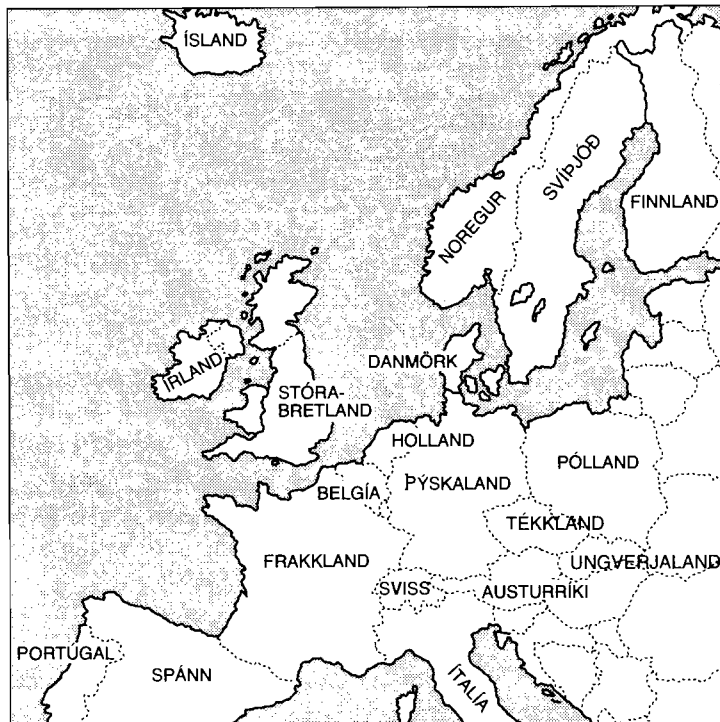 ÍSLAND
SVÍÞJÓÐ
NOREGUR
FINNLAND
ÍRLAND
DANMÖRK
STÓRA-
BRETLAND
HOLLAND
PÓLLAND
BELGÍA
ÞÝSKALAND
TÉKKLAND
FRAKKLAND
UNGVERJALAND
SVISS
AUSTURRÍKI
PORTÚGAL
SPÁNN
ÍTALÍA